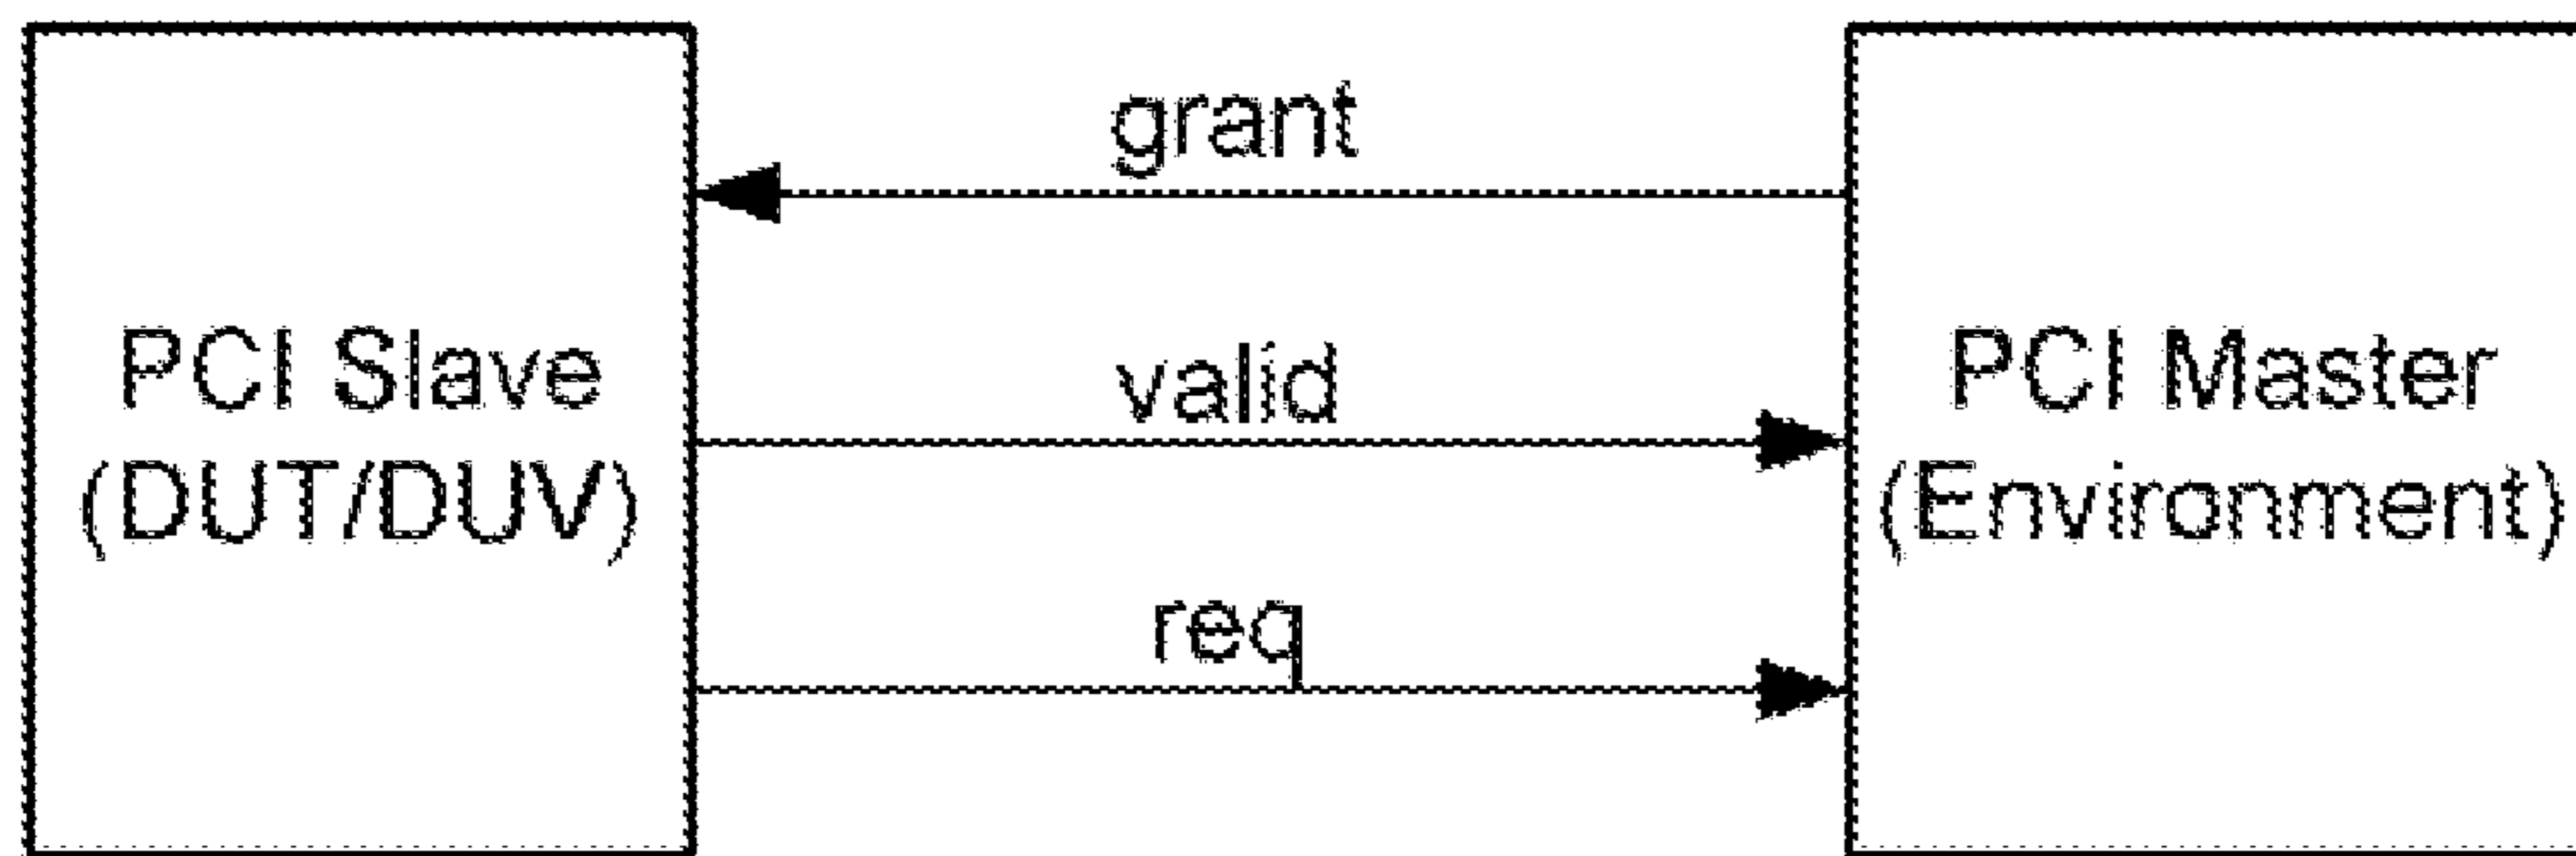 grant
PCI Slave
(DUT/DUV)
valid
PCI Master
(Environment)
req